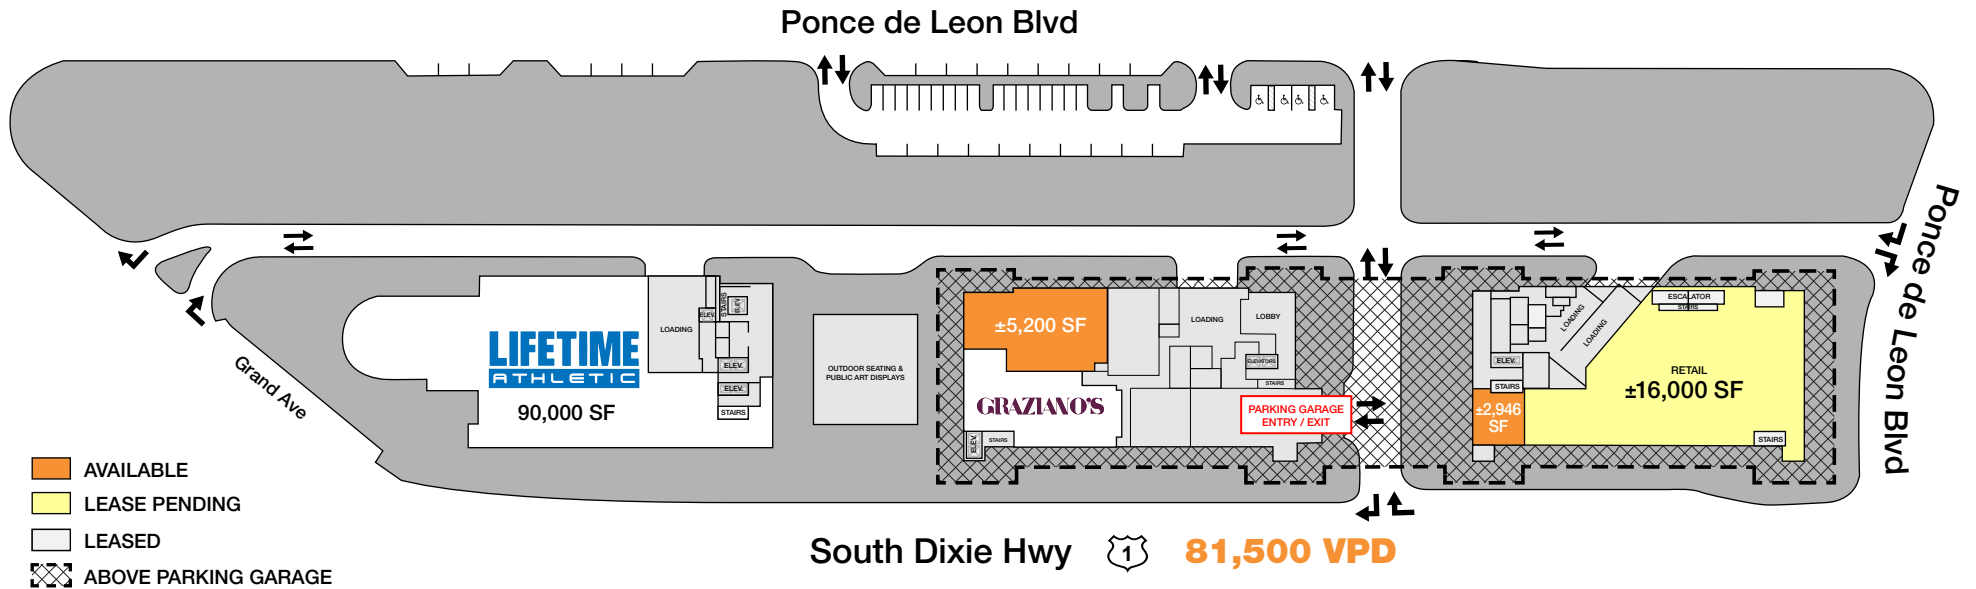 Ponce de Leon Blvd
Ponce de Leon Blvd
Grand Ave
LIFETIME
ATHLETIC
90,000 SF
LOADING
ELEV.
STAIRS
ELEV.
ELEV.
ELEV.
STAIRS
OUTDOOR SEATING &
PUBLIC ART DISPLAYS
±5,200 SF
GRAZIANO'S
ELEV.
STAIRS
LOADING
LOBBY
ELEVATORS
STAIRS
PARKING GARAGE
ENTRY / EXIT
LOADING
LOADING
ELEV.
STAIRS
±2,946
SF
ESCALATOR
STAIRS
RETAIL
±16,000 SF
STAIRS
AVAILABLE
LEASE PENDING
LEASED
ABOVE PARKING GARAGE
South Dixie Hwy
1
81,500 VPD